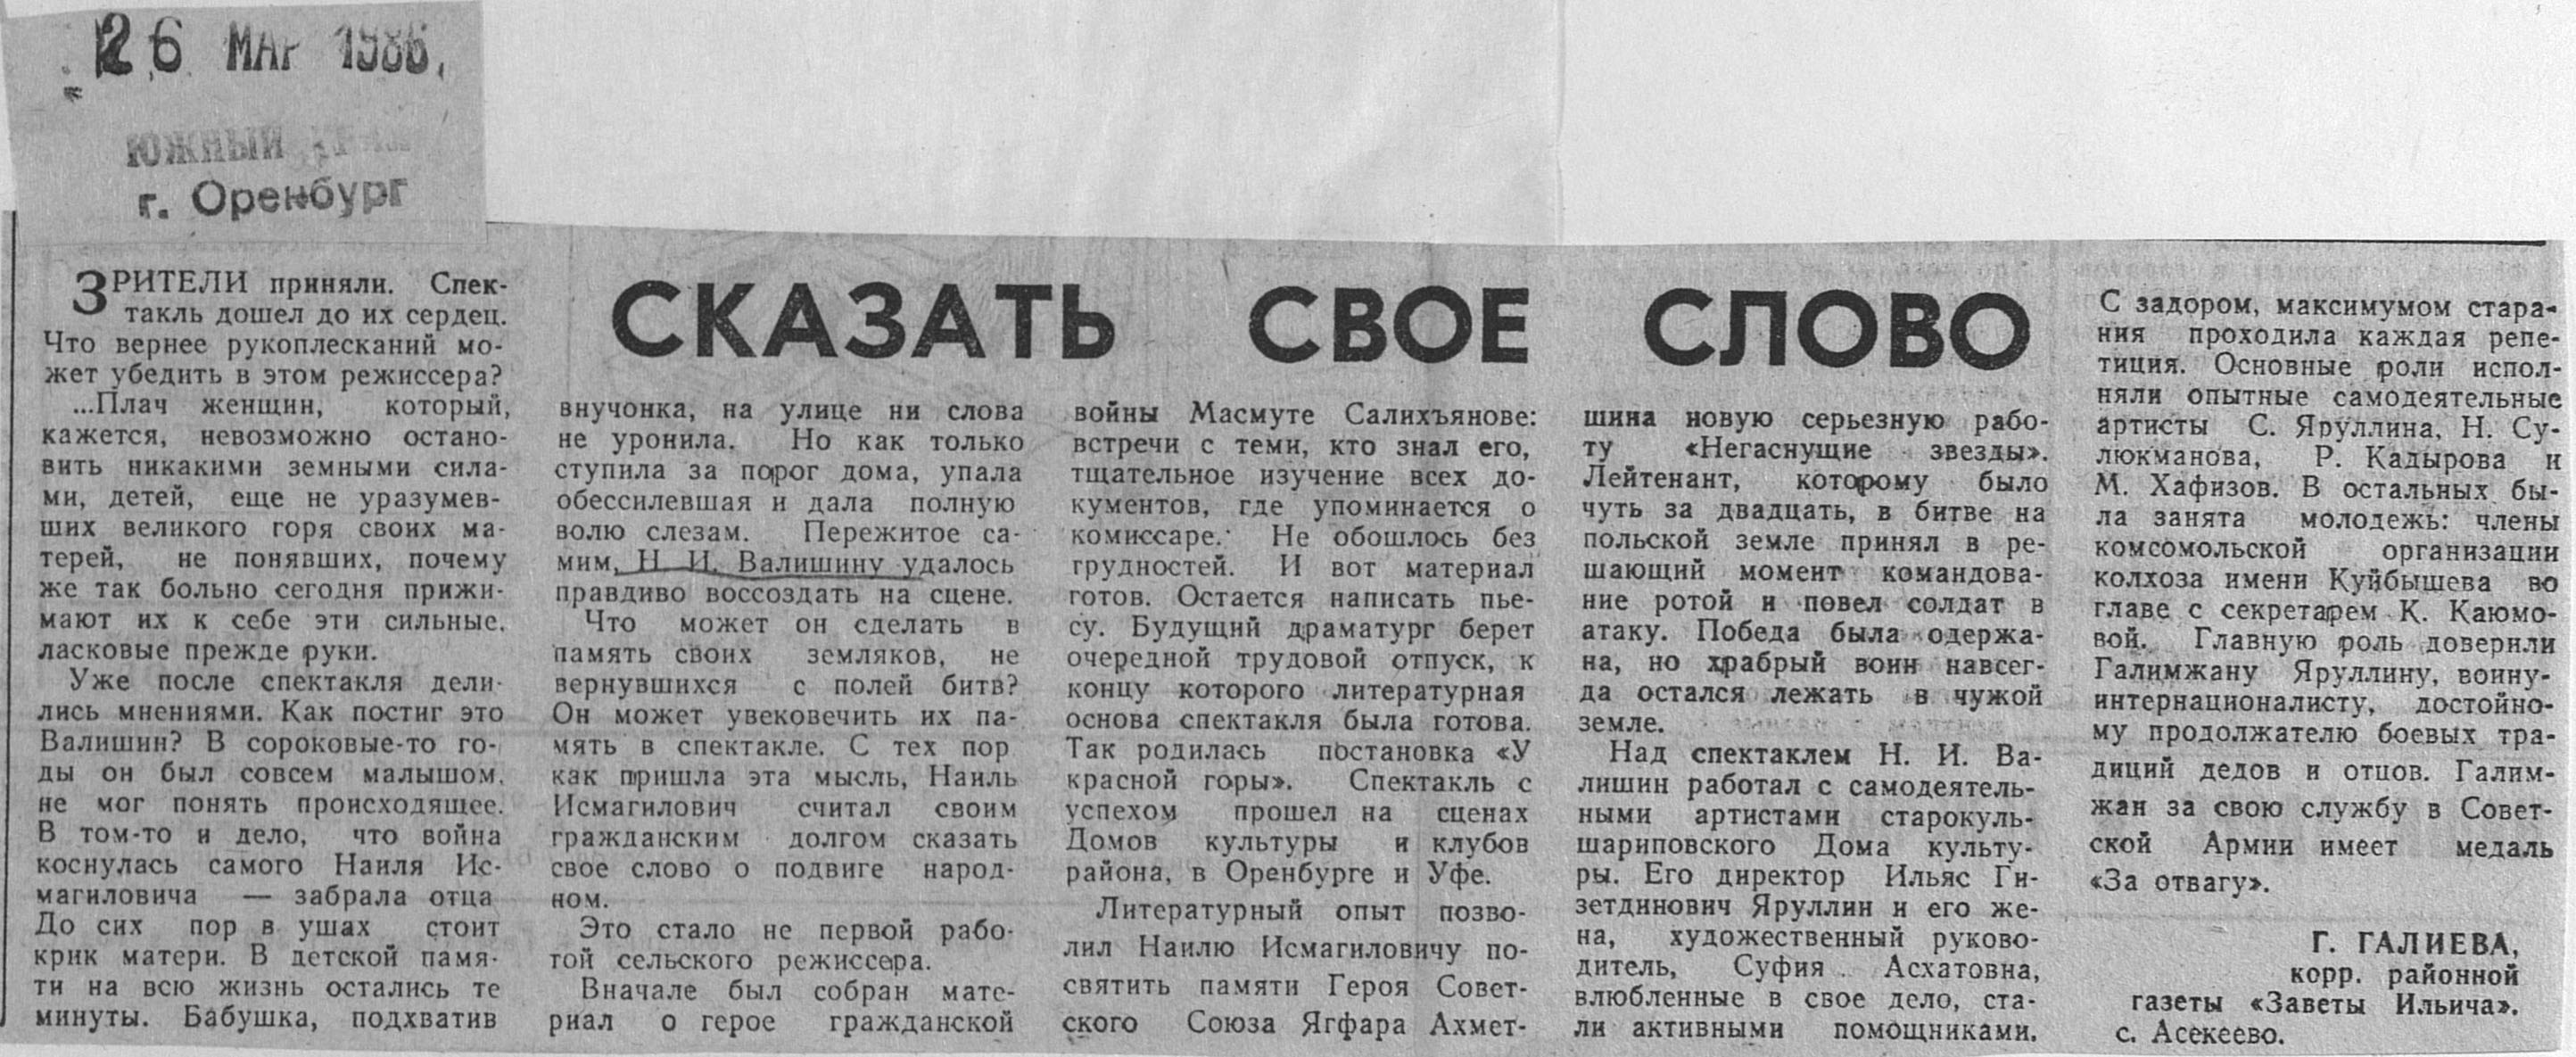 26 МАР 1986
ЮЖНЫЙ
г. Оренбург
СКАЗАТЬ СВОЕ СЛОВО
ЗРИТЕЛИ приняли. Спек-
такль дошел до их сердец.
Что вернее рукоплесканий мо-
жет убедить в этом режиссера?
...Плач женщин, который,
кажется, невозможно остано-
вить никакими земными сила-
ми, детей, еще не уразумев-
ших великого горя своих ма-
терей, не понявших, почему
же так больно сегодня прижи-
мают их к себе эти сильные,
ласковые прежде руки.
Уже после спектакля дели-
лись мнениями. Как постиг это
Валишин? В сороковые-то го-
ды он был совсем малышом,
не мог понять происходящее.
В том-то и дело, что война
коснулась самого Наиля Ис-
магиловича — забрала отца
До сих пор в ушах стоит
крик матери. В детской памя-
ти на всю жизнь остались те
минуты. Бабушка, подхватив
внучонка, на улице ни слова
не уронила. Но как только
ступила за порог дома, упала
обессилевшая и дала полную
волю слезам. Пережитое са-
мим, Н. И. Валишину удалось
правдиво воссоздать на сцене.
Что может он сделать в
память своих земляков, не
вернувшихся с полей битв?
Он может увековечить их па-
мять в спектакле. С тех пор
как пришла эта мысль, Наиль
Исмагилович считал своим
гражданским долгом сказать
свое слово о подвиге народ-
ном.
Это стало не первой рабо-
той сельского режиссера.
Вначале был собран мате-
риал о герое гражданской
войны Масмуте Салихъянове:
встречи с теми, кто знал его,
тщательное изучение всех до-
кументов, где упоминается о
комиссаре. Не обошлось без
трудностей. И вот материал
готов. Остается написать пье-
су. Будущий драматург берет
очередной трудовой отпуск, к
концу которого литературная
основа спектакля была готова.
Так родилась постановка «У
красной горы». Спектакль с
успехом прошел на сценах
Домов культуры и клубов
района, в Оренбурге и Уфе.
Литературный опыт позво-
лил Наилю Исмагиловичу по-
святить памяти Героя Совет-
ского Союза Ягфара Ахмет-
шина новую серьезную рабо-
ту «Негаснущие звезды».
Лейтенант, которому было
чуть за двадцать, в битве на
польской земле принял в ре-
шающий момент командова-
ние ротой и повел солдат в
атаку. Победа была одержа-
на, но храбрый воин навсег-
да остался лежать в чужой
земле.
Над спектаклем Н. И. Ва-
лишин работал с самодеятель-
ными артистами старокуль-
шариповского Дома культу-
ры. Его директор Ильяс Ги-
зетдинович Яруллин и его же-
на, художественный руково-
дитель, Суфия Асхатовна,
влюбленные в свое дело, ста-
ли активными помощниками.
С задором, максимумом стара-
ния проходила каждая репе-
тиция. Основные роли испол-
няли опытные самодеятельные
артисты С. Яруллина, Н. Су-
люкманова, Р. Кадырова и
М. Хафизов. В остальных бы-
ла занята молодежь: члены
комсомольской организации
колхоза имени Куйбышева во
главе с секретарем К. Каюмо-
вой. Главную роль доверили
Галимжану Яруллину, воину-
интернационалисту, достойно-
му продолжателю боевых тра-
диций дедов и отцов. Галим-
жан за свою службу в Совет-
ской Армии имеет медаль
«За отвагу».
Г. ГАЛИЕВА,
корр. районной
газеты «Заветы Ильича».
с. Асекеево.